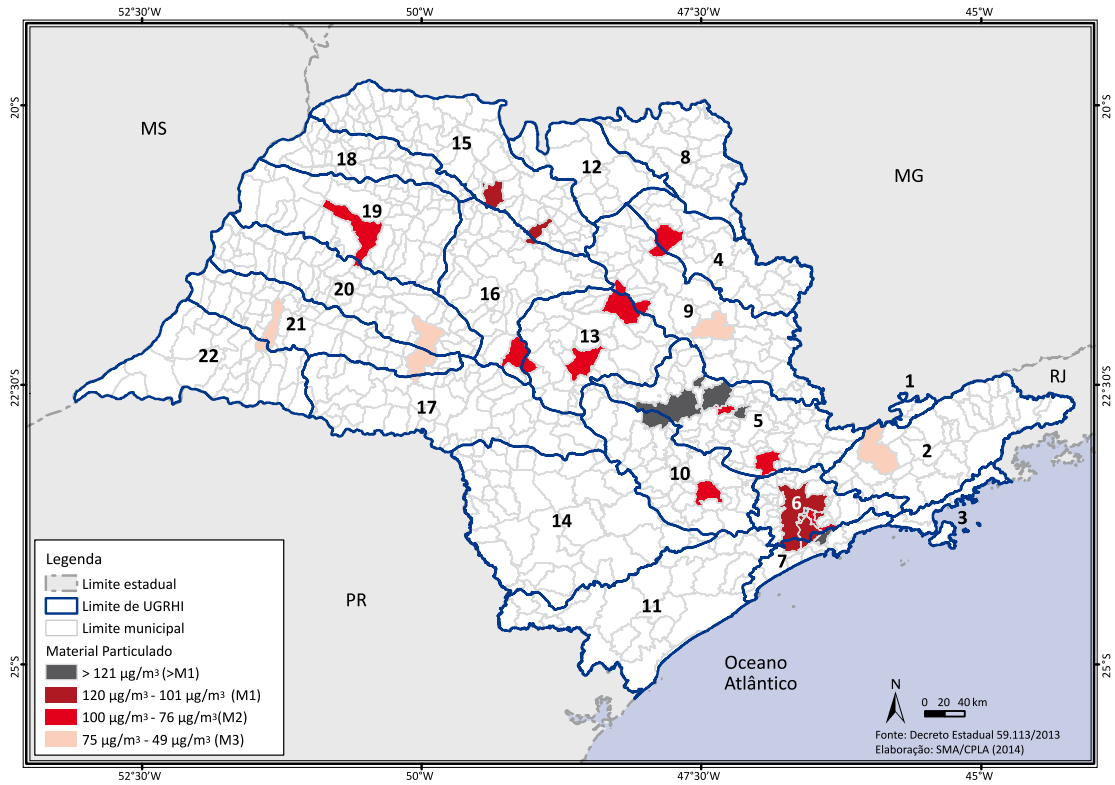 52°30'W 50°W 47°30'W 45°W
20°S 20°S
22°30'S 22°30'S
25°S 25°S
MS
MG
RJ
PR
15
18
12
8
19
4
20
16
9
21
13
22
17
5
1
2
10
6
3
14
7
11
Oceano
Atlântico
Legenda
Limite estadual
Limite de UGRHI
Limite municipal
Material Particulado
> 121 µg/m³ (>M1)
120 µg/m³ - 101 µg/m³ (M1)
100 µg/m³ - 76 µg/m³(M2)
75 µg/m³ - 49 µg/m³ (M3)
N
0 20 40 km
Fonte: Decreto Estadual 59.113/2013
Elaboração: SMA/CPLA (2014)
52°30'W 50°W 47°30'W 45°W